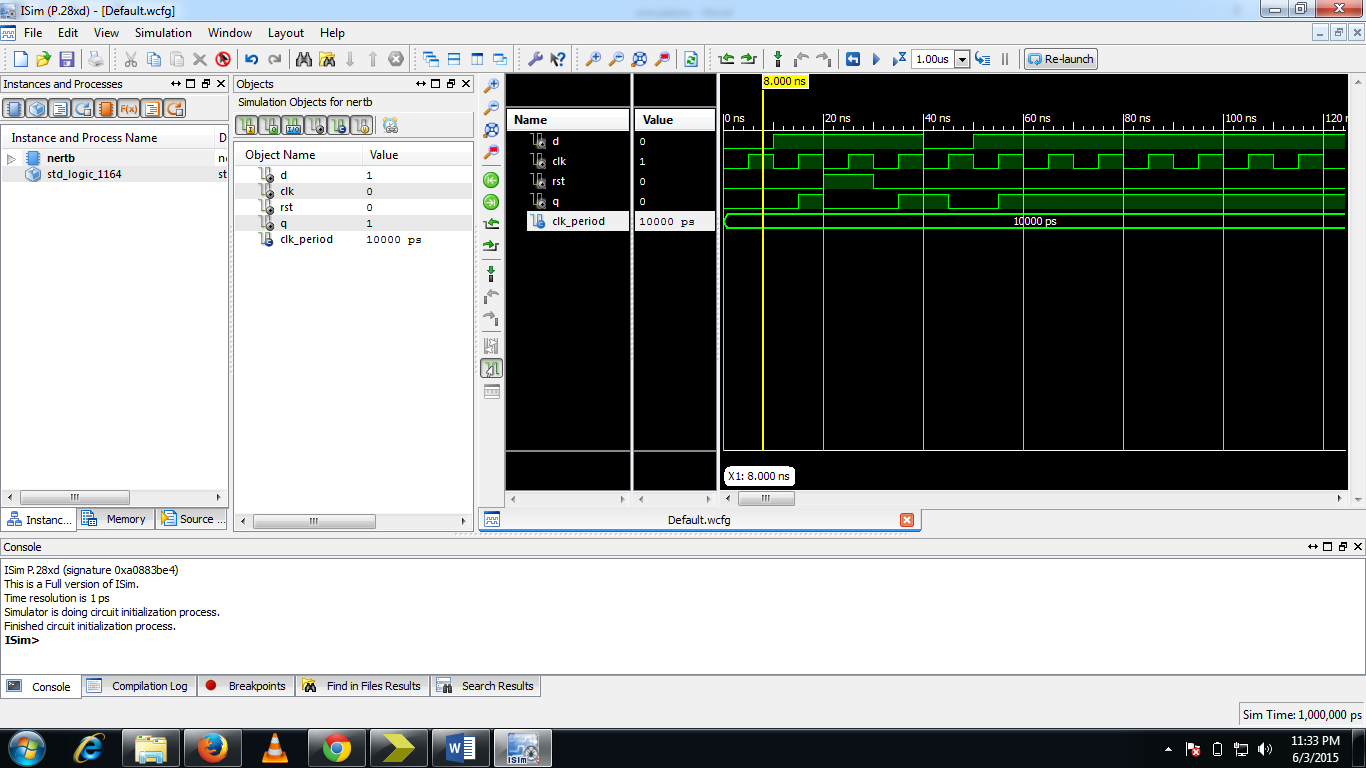 ISim (P.28xd) - [Default.wcfg]
File Edit View Simulation Window Layout Help
1.00us Re-launch
Instances and Processes
Instance and Process Name D
nertb n
std_logic_1164 st
Instanc... Memory Source ...
Objects
Simulation Objects for nertb
Object Name Value
d 1
clk 0
rst 0
q 1
clk_period 10000 ps
Name Value
d 0
clk 1
rst 0
q 0
clk_period 10000 ps
8.000 ns
0 ns 20 ns 40 ns 60 ns 80 ns 100 ns 120 n
10000 ps
X1: 8.000 ns
Default.wcfg
Console
ISim P.28xd (signature 0xa0883be4)
This is a Full version of ISim.
Time resolution is 1 ps
Simulator is doing circuit initialization process.
Finished circuit initialization process.
ISim>
Console Compilation Log Breakpoints Find in Files Results Search Results
Sim Time: 1,000,000 ps
11:33 PM
6/3/2015